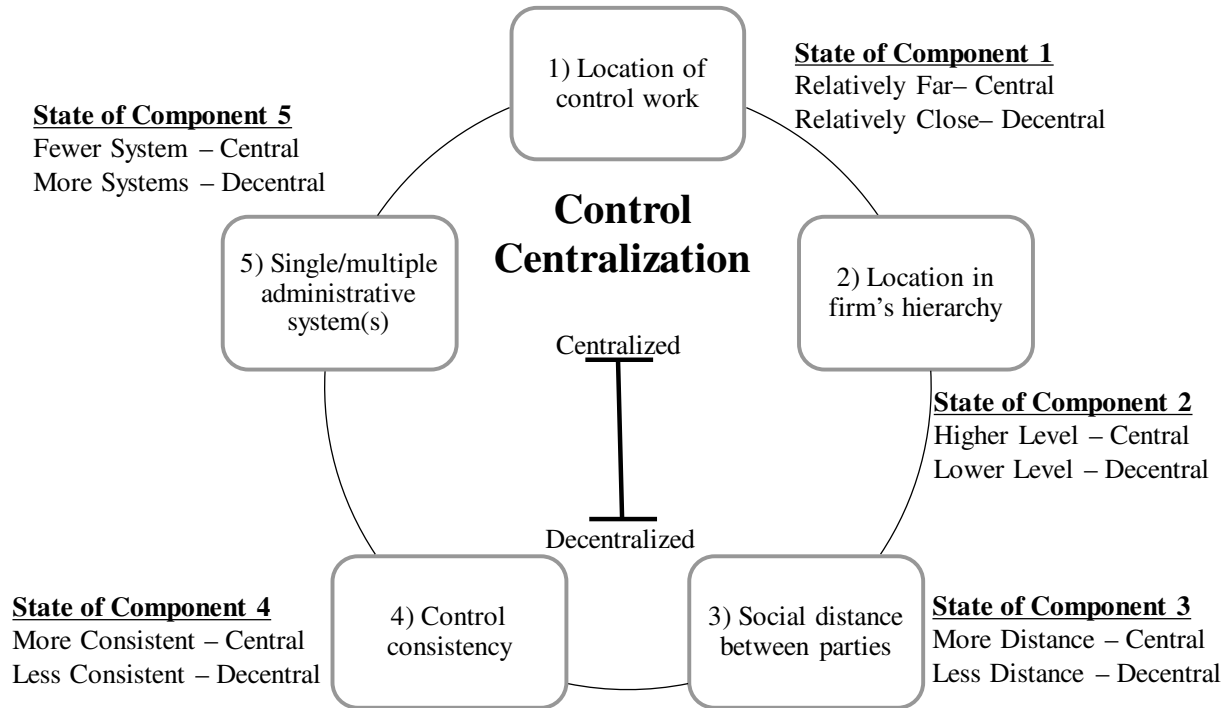 1) Location of
control work
State of Component 1
Relatively Far– Central
Relatively Close– Decentral
State of Component 5
Fewer System – Central
More Systems – Decentral
Control
Centralization
5) Single/multiple
administrative
system(s)
2) Location in
firm's hierarchy
Centralized
State of Component 2
Higher Level – Central
Lower Level – Decentral
Decentralized
State of Component 4
More Consistent – Central
Less Consistent – Decentral
4) Control
consistency
3) Social distance
between parties
State of Component 3
More Distance – Central
Less Distance – Decentral